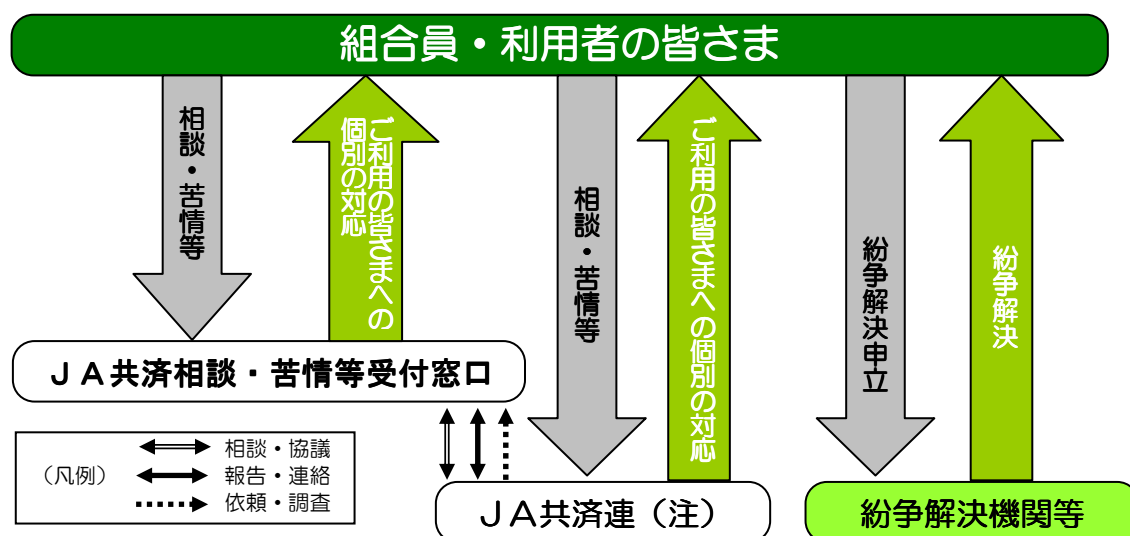 組合員・利用者の皆さま
相談・苦情等
ご利用の皆さまへの
個別の対応
相談・苦情等
ご利用の皆さまへの個別の対応
紛争解決申立
紛争解決
ＪＡ共済相談・苦情等受付窓口
（凡例）
相談・協議
報告・連絡
依頼・調査
ＪＡ共済連（注）
紛争解決機関等